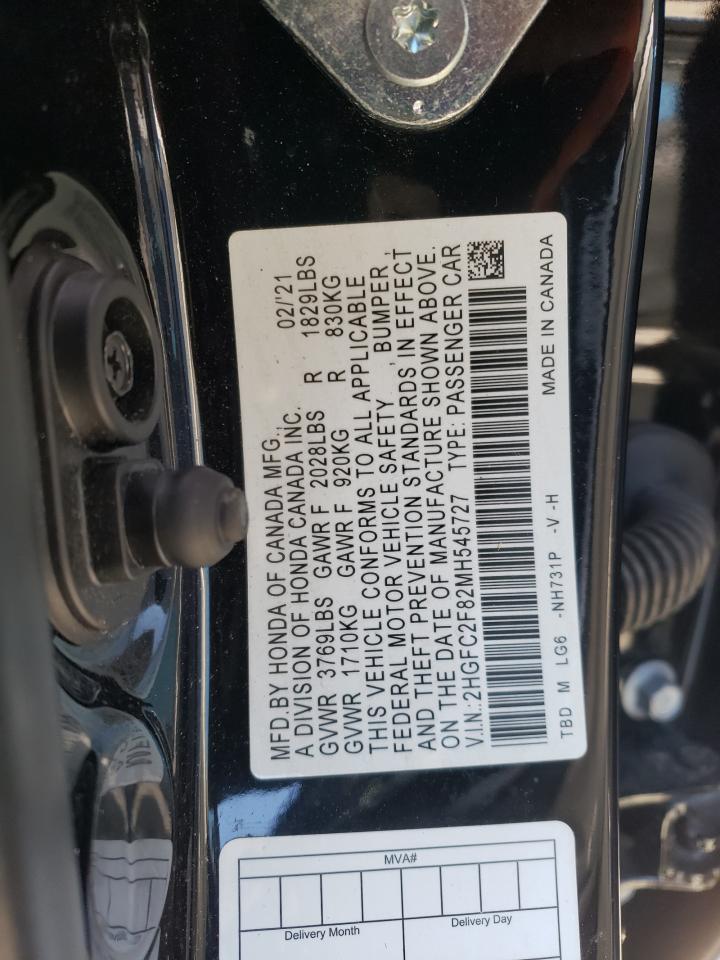 MFD.BY HONDA OF CANADA MFG., 02/'21
A DIVISION OF HONDA CANADA INC.
GVWR 3769LBS GAWR F 2028LBS R 1829LBS
GVWR 1710KG GAWR F 920KG R 830KG
THIS VEHICLE CONFORMS TO ALL APPLICABLE
FEDERAL MOTOR VEHICLE SAFETY , BUMPER ,
AND THEFT PREVENTION STANDARDS IN EFFECT
ON THE DATE OF MANUFACTURE SHOWN ABOVE.
V.I.N.:2HGFC2F82MH545727 TYPE: PASSENGER CAR
MADE IN CANADA
TBD M LG6 -NH731P -V -H
MVA#
Delivery Month Delivery Day